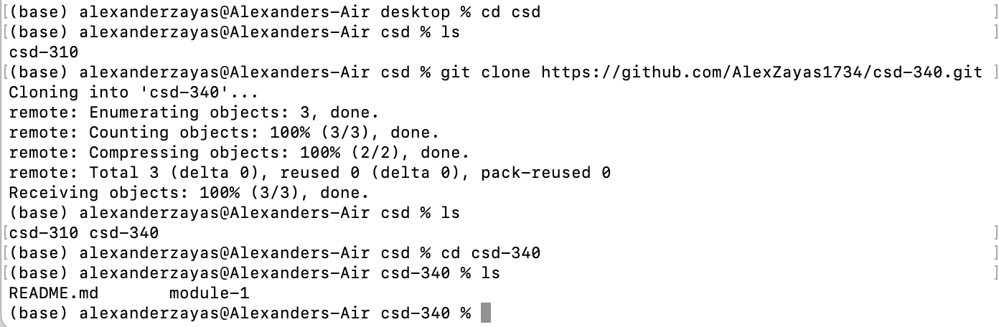 [(base) alexanderzayas@Alexanders-Air desktop % cd csd ]
[(base) alexanderzayas@Alexanders-Air csd % ls ]
csd-310
[(base) alexanderzayas@Alexanders-Air csd % git clone https://github.com/AlexZayas1734/csd-340.git ]
Cloning into 'csd-340'...
remote: Enumerating objects: 3, done.
remote: Counting objects: 100% (3/3), done.
remote: Compressing objects: 100% (2/2), done.
remote: Total 3 (delta 0), reused 0 (delta 0), pack-reused 0
Receiving objects: 100% (3/3), done.
(base) alexanderzayas@Alexanders-Air csd % ls
[csd-310 csd-340 ]
[(base) alexanderzayas@Alexanders-Air csd % cd csd-340 ]
[(base) alexanderzayas@Alexanders-Air csd-340 % ls ]
README.md       module-1
(base) alexanderzayas@Alexanders-Air csd-340 %